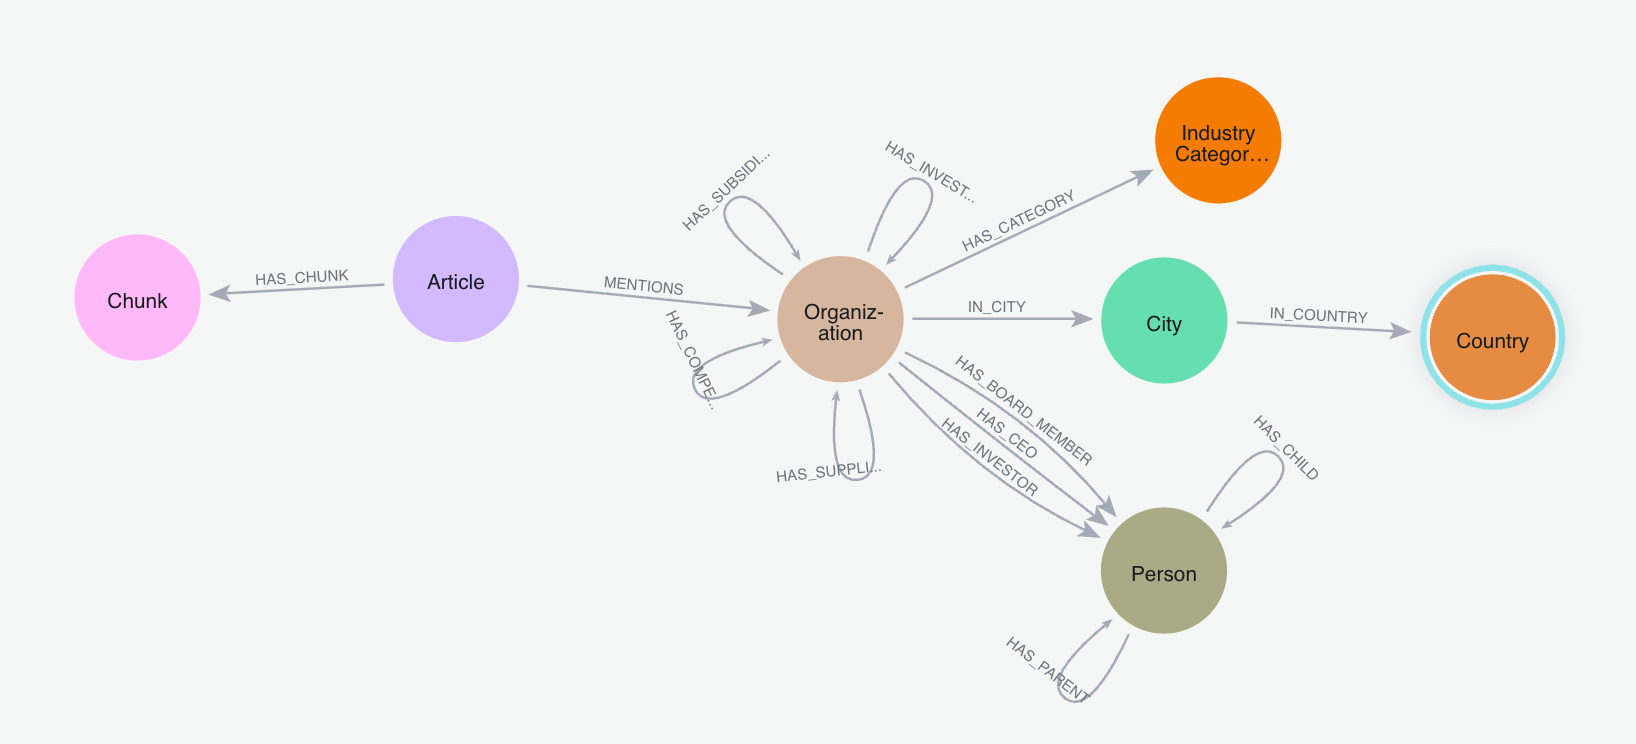 Industry
Categor…
HAS_SUBSIDI...
HAS_INVEST...
HAS_CATEGORY
Chunk
HAS_CHUNK
Article
MENTIONS
Organiz-
ation
IN_CITY
City
IN_COUNTRY
Country
HAS_COMPE...
HAS_SUPPLI...
HAS_BOARD_MEMBER
HAS_CEO
HAS_INVESTOR
HAS_CHILD
Person
HAS_PARENT